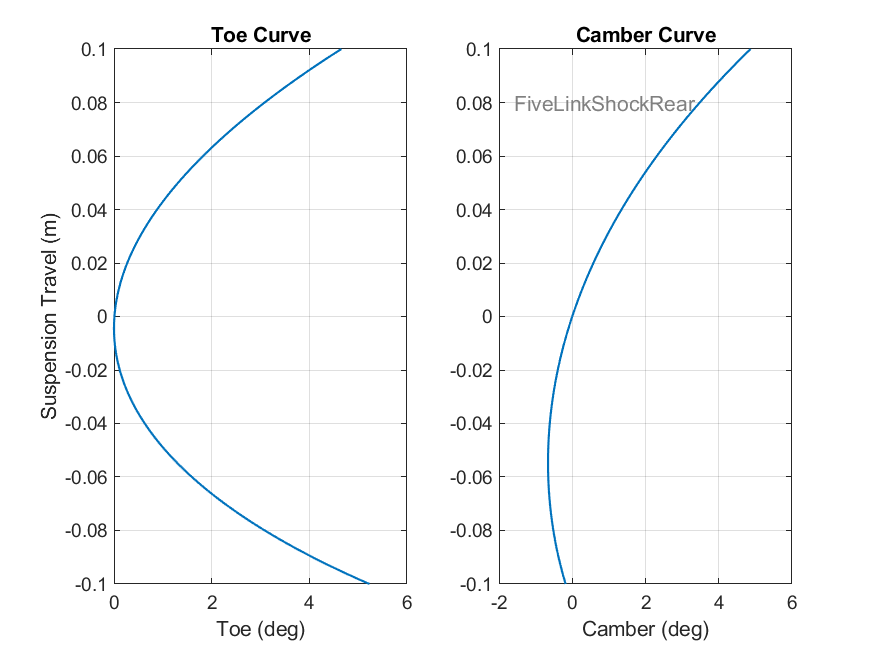 Toe Curve
Suspension Travel (m)
0.1
0.08
0.06
0.04
0.02
0
-0.02
-0.04
-0.06
-0.08
-0.1
0 2 4 6
Toe (deg)
Camber Curve
FiveLinkShockRear
0.1
0.08
0.06
0.04
0.02
0
-0.02
-0.04
-0.06
-0.08
-0.1
-2 0 2 4 6
Camber (deg)